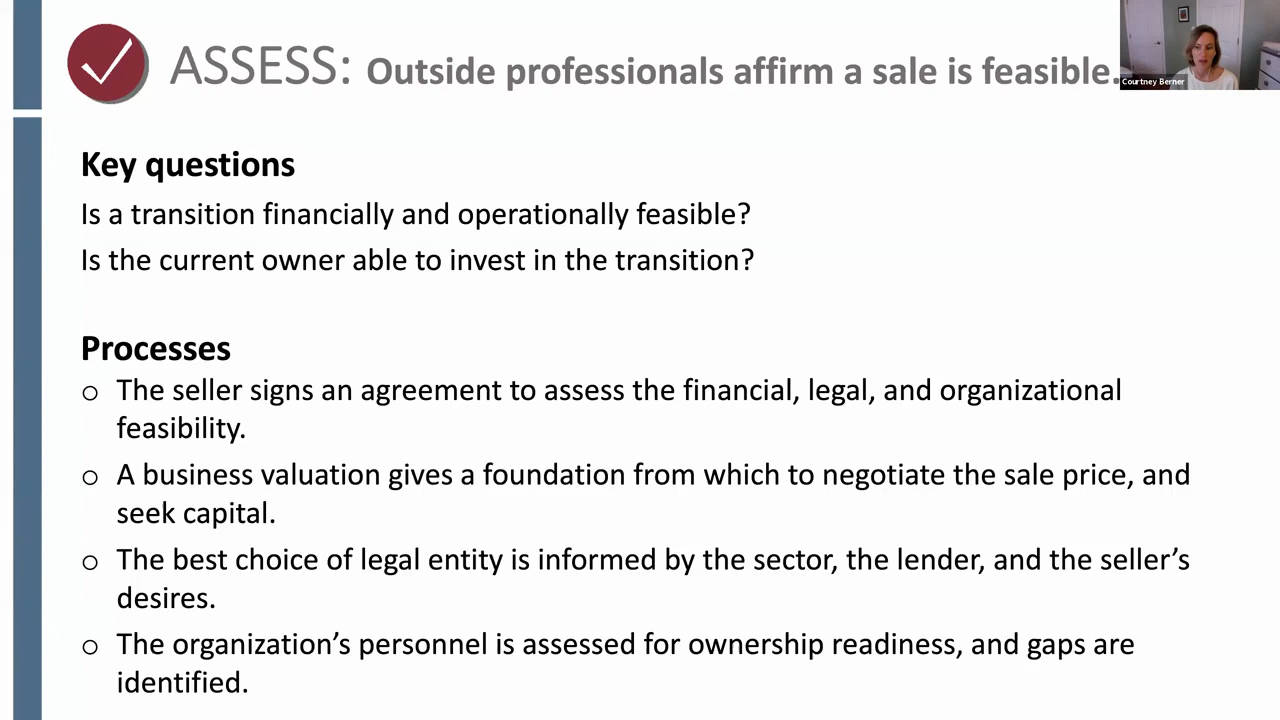 ASSESS: Outside professionals affirm a sale is feasible.
Courtney Berner
Key questions
Is a transition financially and operationally feasible?
Is the current owner able to invest in the transition?
Processes
o The seller signs an agreement to assess the financial, legal, and organizational
feasibility.
o A business valuation gives a foundation from which to negotiate the sale price, and
seek capital.
o The best choice of legal entity is informed by the sector, the lender, and the seller’s
desires.
o The organization’s personnel is assessed for ownership readiness, and gaps are
identified.